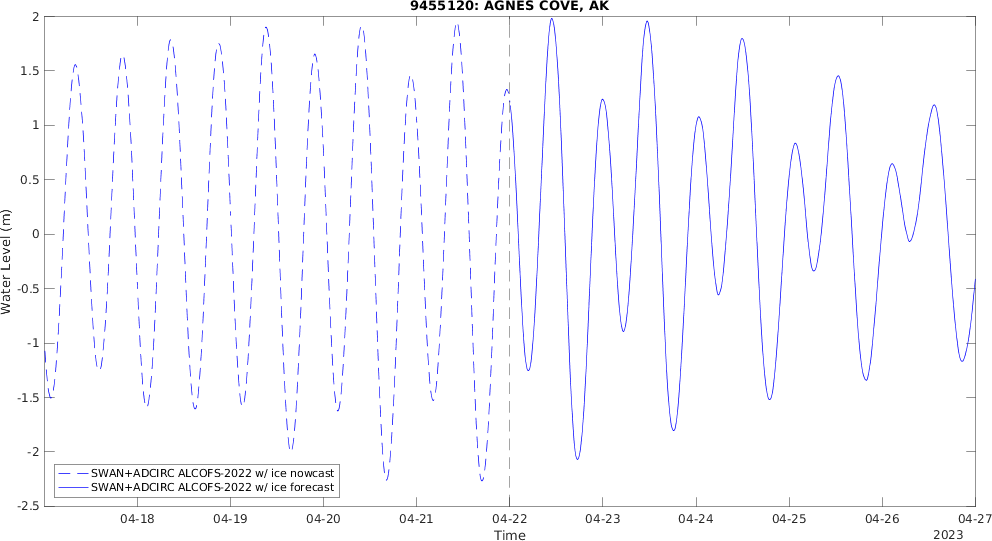 9455120: AGNES COVE, AK
Water Level (m)
2
1.5
1
0.5
0
-0.5
-1
-1.5
-2
-2.5
SWAN+ADCIRC ALCOFS-2022 w/ ice nowcast
SWAN+ADCIRC ALCOFS-2022 w/ ice forecast
04-18 04-19 04-20 04-21 04-22 04-23 04-24 04-25 04-26 04-27
Time
2023